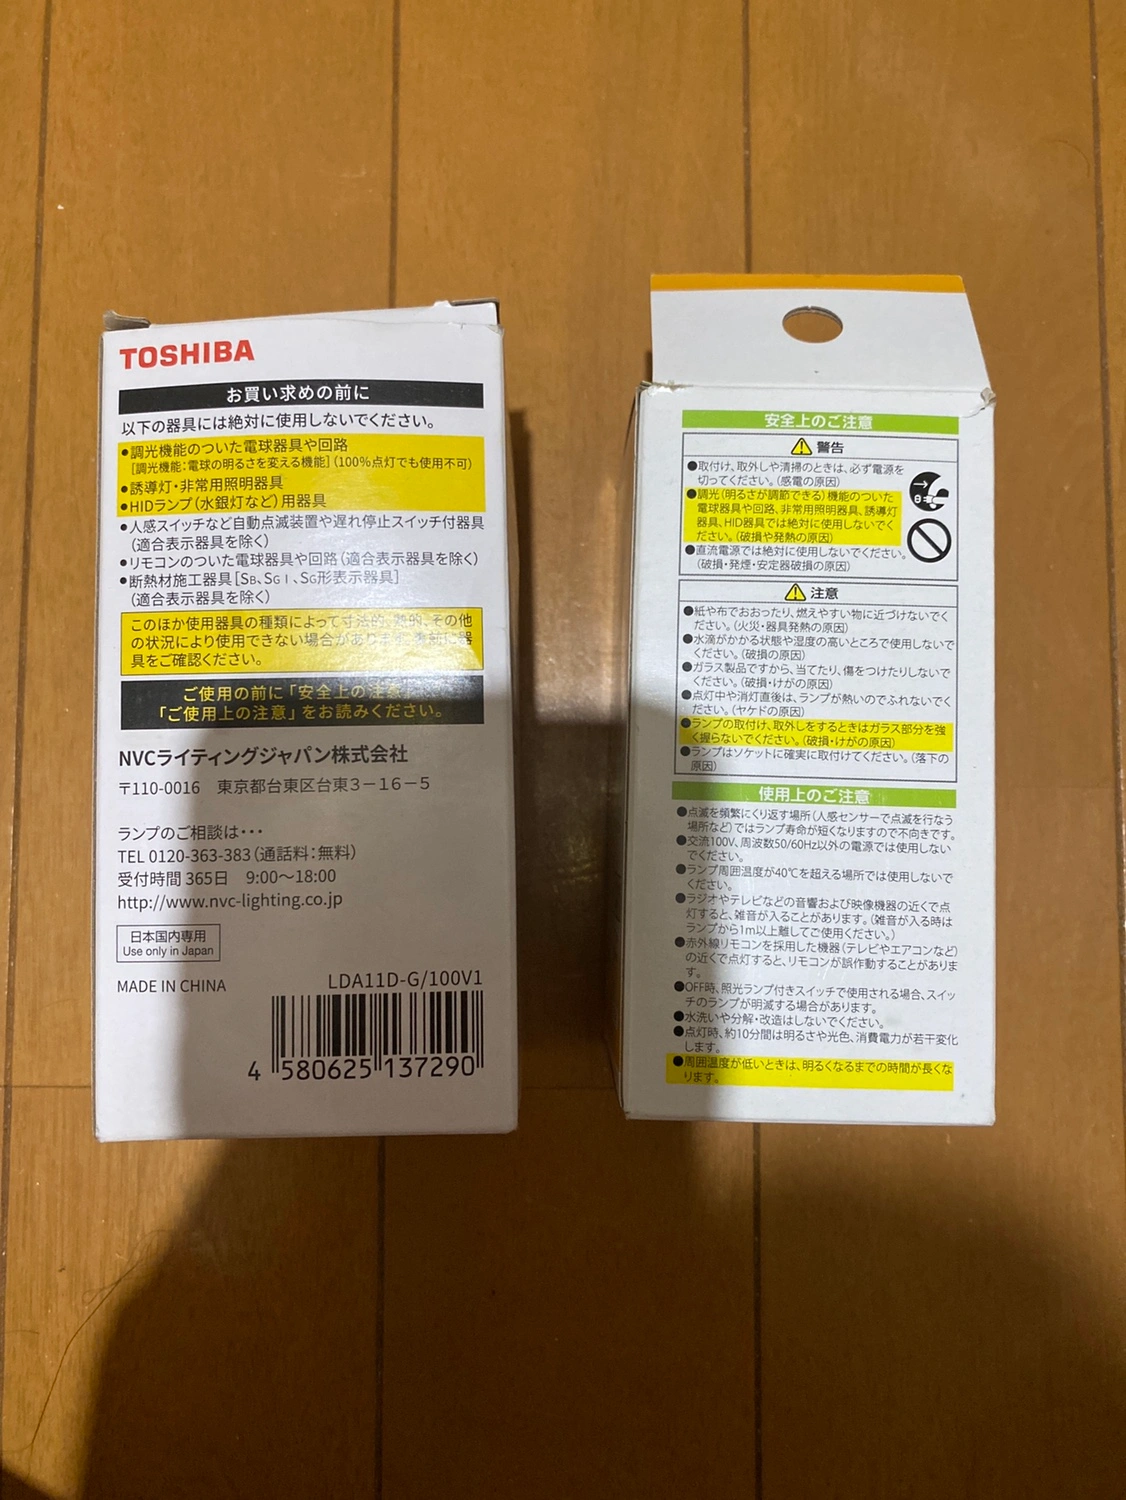 TOSHIBA
お買い求めの前に
以下の器具には絶対に使用しないでください。
●調光機能のついた電球器具や回路
［調光機能：電球の明るさを変える機能］（100％点灯でも使用不可）
●誘導灯・非常用照明器具
●HIDランプ（水銀灯など）用器具
●人感スイッチなど自動点滅装置や遅れ停止スイッチ付器具
（適合表示器具を除く）
●リモコンのついた電球器具や回路（適合表示器具を除く）
●断熱材施工器具［SB、SGI、SG形表示器具］
（適合表示器具を除く）
このほか使用器具の種類によって寸法的、熱的、その他
の状況により使用できない場合があります。事前に器
具をご確認ください。
ご使用の前に「安全上の注意」
「ご使用上の注意」をお読みください。
NVCライティングジャパン株式会社
〒110-0016　東京都台東区台東3－16－5
ランプのご相談は・・・
TEL 0120-363-383（通話料：無料）
受付時間 365日　9:00～18:00
http://www.nvc-lighting.co.jp
日本国内専用
Use only in Japan
MADE IN CHINA
LDA11D-G/100V1
4 580625 137290
安全上のご注意
警告
●取付け、取外しや清掃のときは、必ず電源を
切ってください。（感電の原因）
●調光（明るさが調節できる）機能のついた
電球器具や回路、非常用照明器具、誘導灯
器具、HID器具では絶対に使用しないでく
ださい。（破損や発熱の原因）
●直流電源では絶対に使用しないでください。
（破損・発煙・安定器破損の原因）
注意
●紙や布でおおったり、燃えやすい物に近づけないでく
ださい。（火災・器具発熱の原因）
●水滴がかかる状態や湿度の高いところで使用しないで
ください。（破損の原因）
●ガラス製品ですから、当てたり、傷をつけたりしないで
ください。（破損・けがの原因）
●点灯中や消灯直後は、ランプが熱いのでふれないでく
ださい。（ヤケドの原因）
●ランプの取付け、取外しをするときはガラス部分を強
く握らないでください。（破損・けがの原因）
●ランプはソケットに確実に取付けてください。（落下の
原因）
使用上のご注意
●点滅を頻繁にくり返す場所（人感センサーで点滅を行なう
場所など）ではランプ寿命が短くなりますので不向きです。
●交流100V、周波数50/60Hz以外の電源では使用しない
でください。
●ランプ周囲温度が40℃を超える場所では使用しないで
ください。
●ラジオやテレビなどの音響および映像機器の近くで点
灯すると、雑音が入ることがあります。（雑音が入る時は
ランプから1m以上離してご使用ください。）
●赤外線リモコンを採用した機器（テレビやエアコンなど）
の近くで点灯すると、リモコンが誤作動することがありま
す。
●OFF時、照光ランプ付きスイッチで使用される場合、スイッ
チのランプが明滅する場合があります。
●水洗いや分解・改造はしないでください。
●点灯時、約10分間は明るさや光色、消費電力が若干変化
します。
●周囲温度が低いときは、明るくなるまでの時間が長くな
ります。